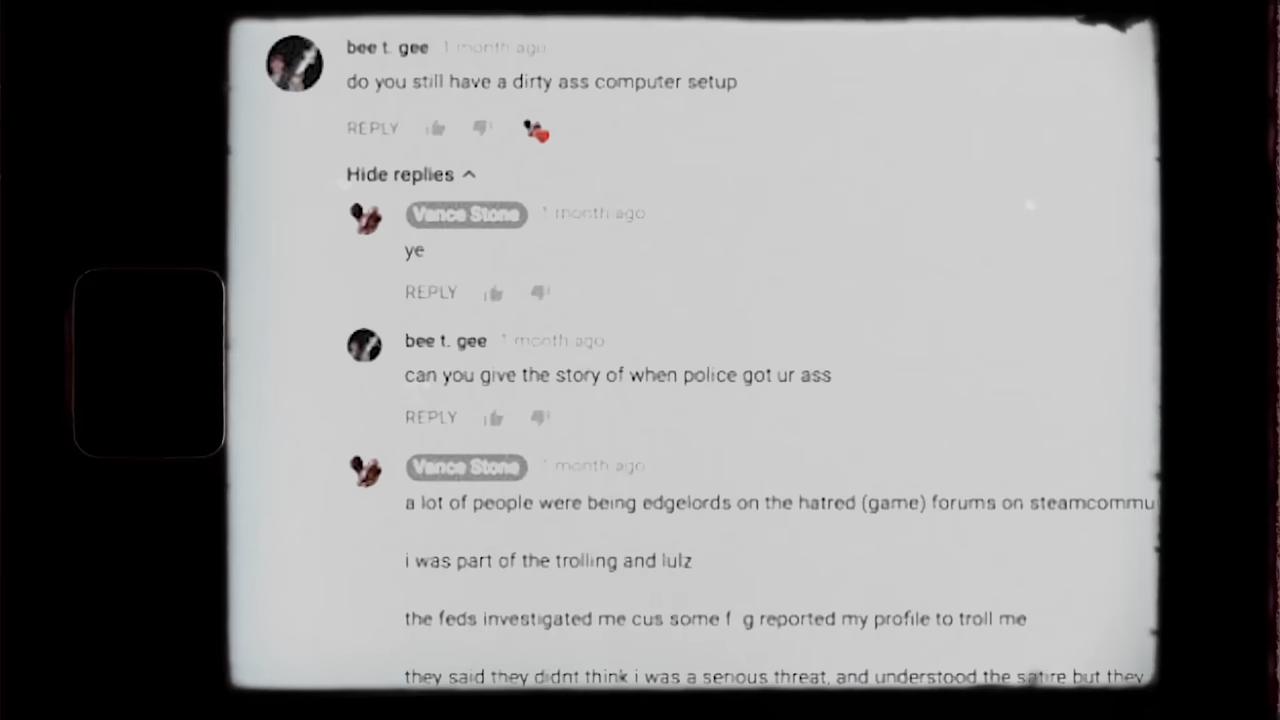 bee t. gee 1 month ago
do you still have a dirty ass computer setup
REPLY
Hide replies
Vance Stone 1 month ago
ye
REPLY
bee t. gee 1 month ago
can you give the story of when police got ur ass
REPLY
Vance Stone 1 month ago
a lot of people were being edgelords on the hatred (game) forums on steamcommu
i was part of the trolling and lulz
the feds investigated me cus some f g reported my profile to troll me
they said they didnt think i was a serious threat, and understood the satire but they